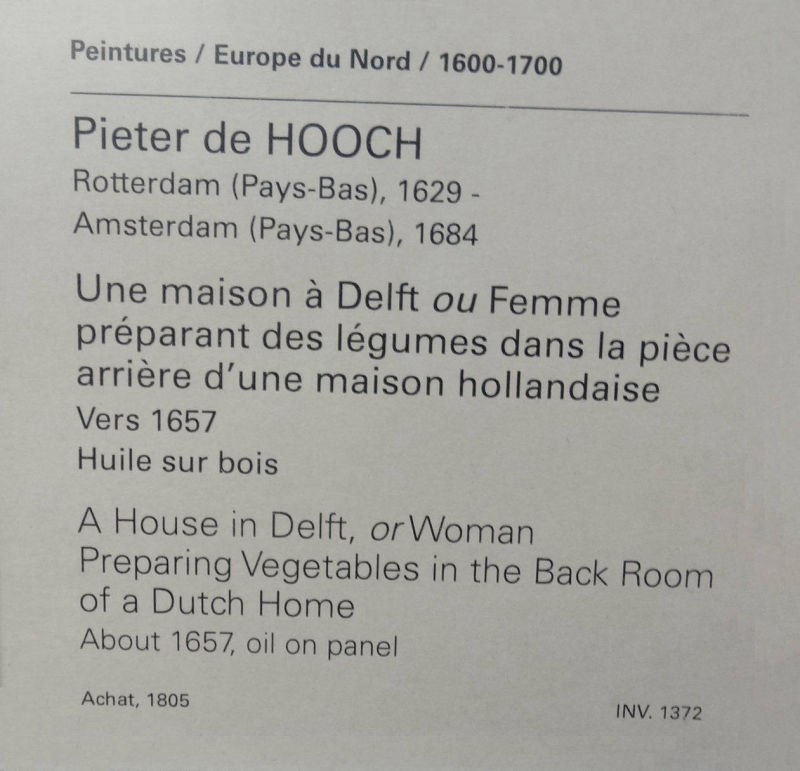 Peintures / Europe du Nord / 1600-1700
Pieter de HOOCH
Rotterdam (Pays-Bas), 1629 -
Amsterdam (Pays-Bas), 1684
Une maison à Delft ou Femme
préparant des légumes dans la pièce
arrière d'une maison hollandaise
Vers 1657
Huile sur bois
A House in Delft, or Woman
Preparing Vegetables in the Back Room
of a Dutch Home
About 1657, oil on panel
Achat, 1805 INV. 1372